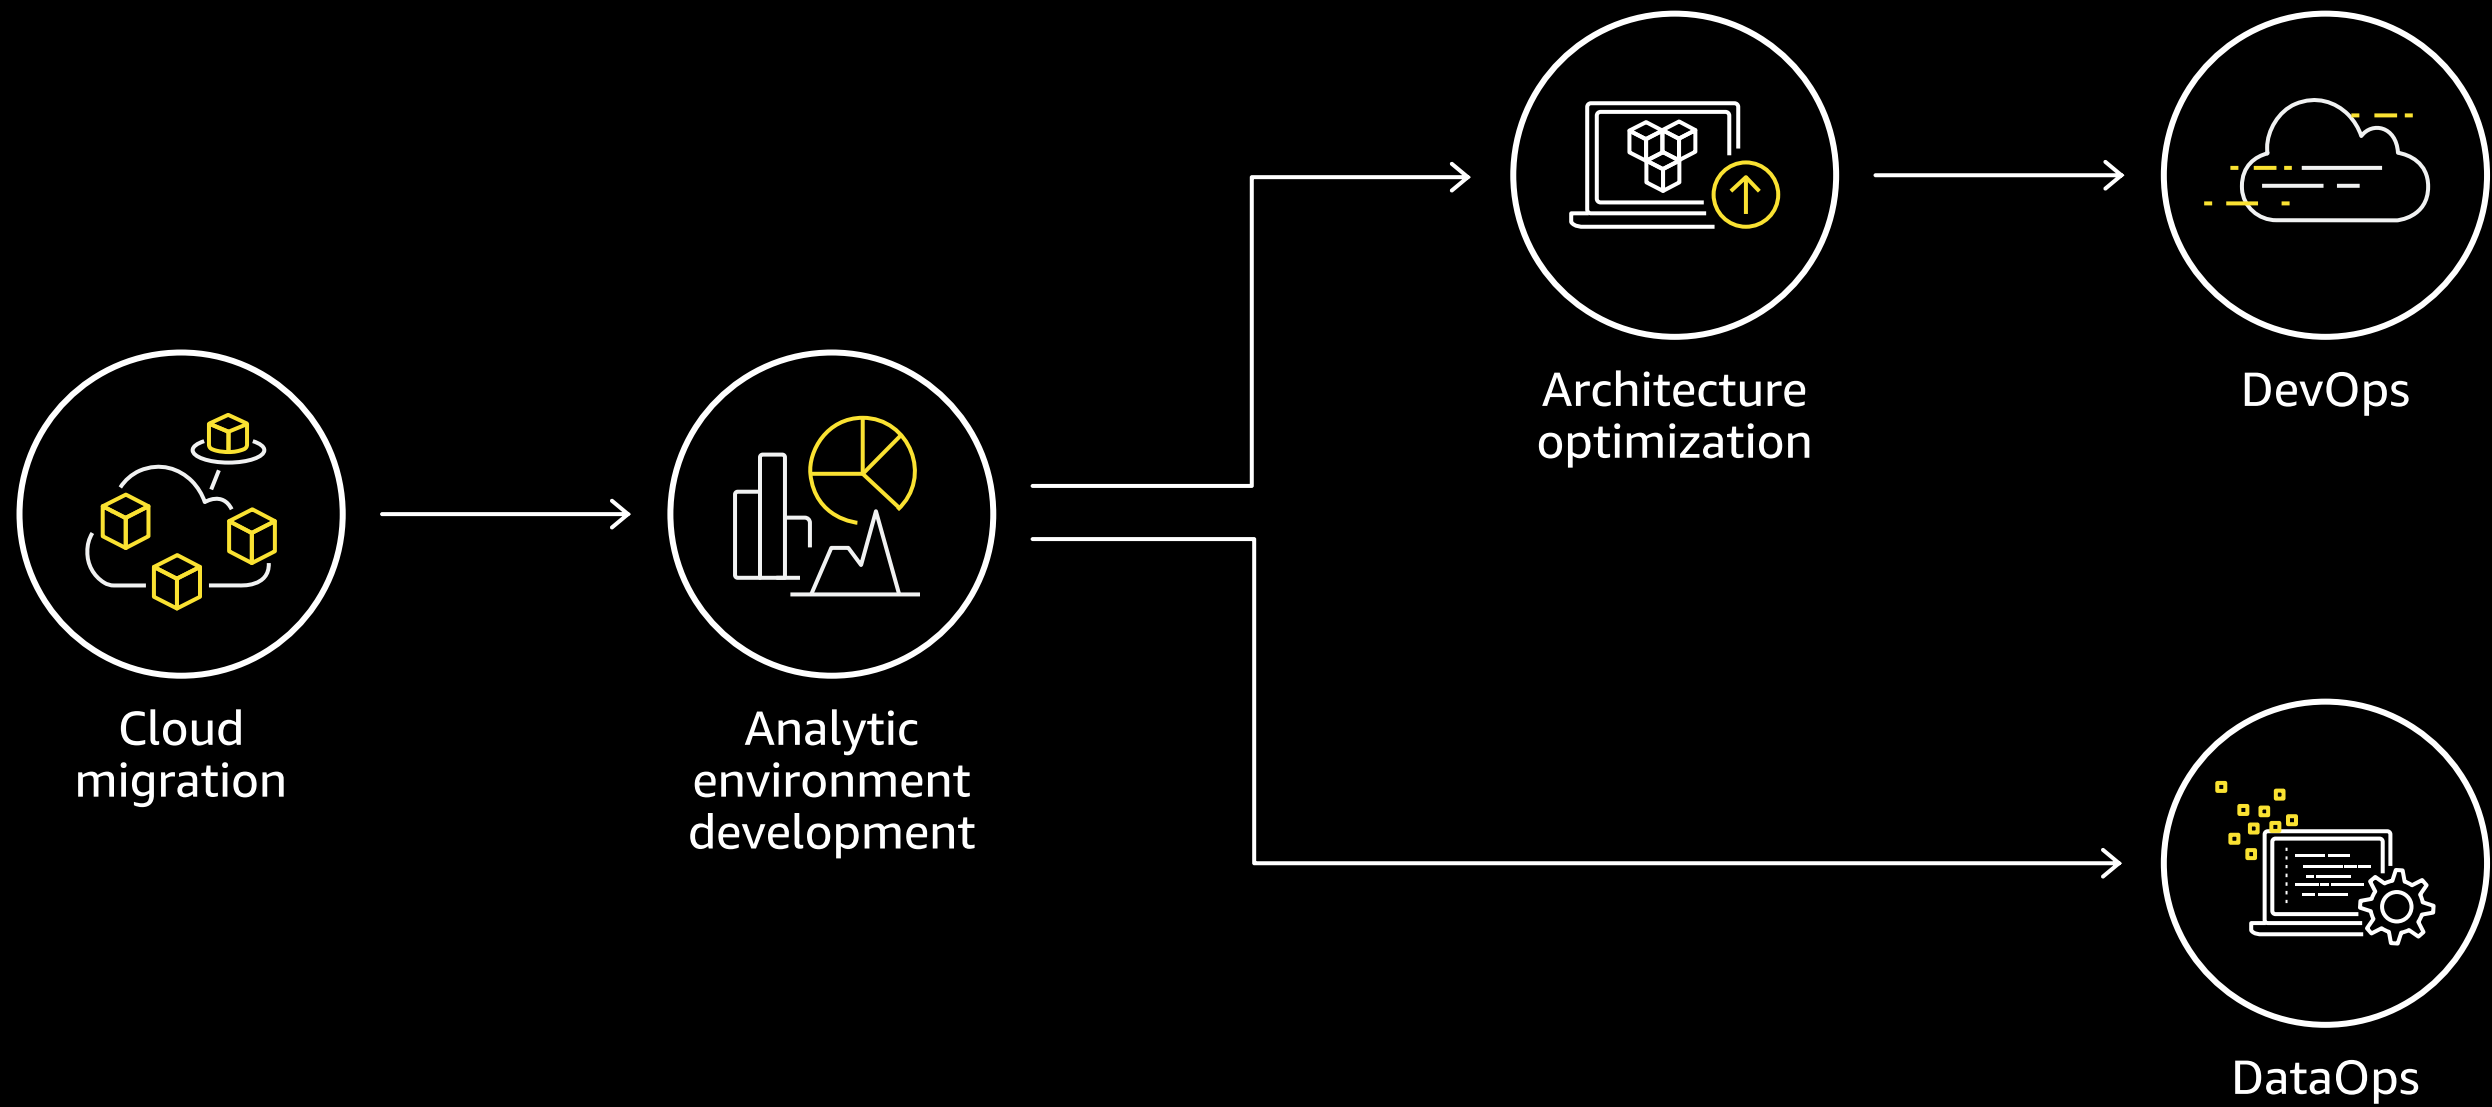 Cloud
migration
Analytic
environment
development
Architecture
optimization
DevOps
DataOps